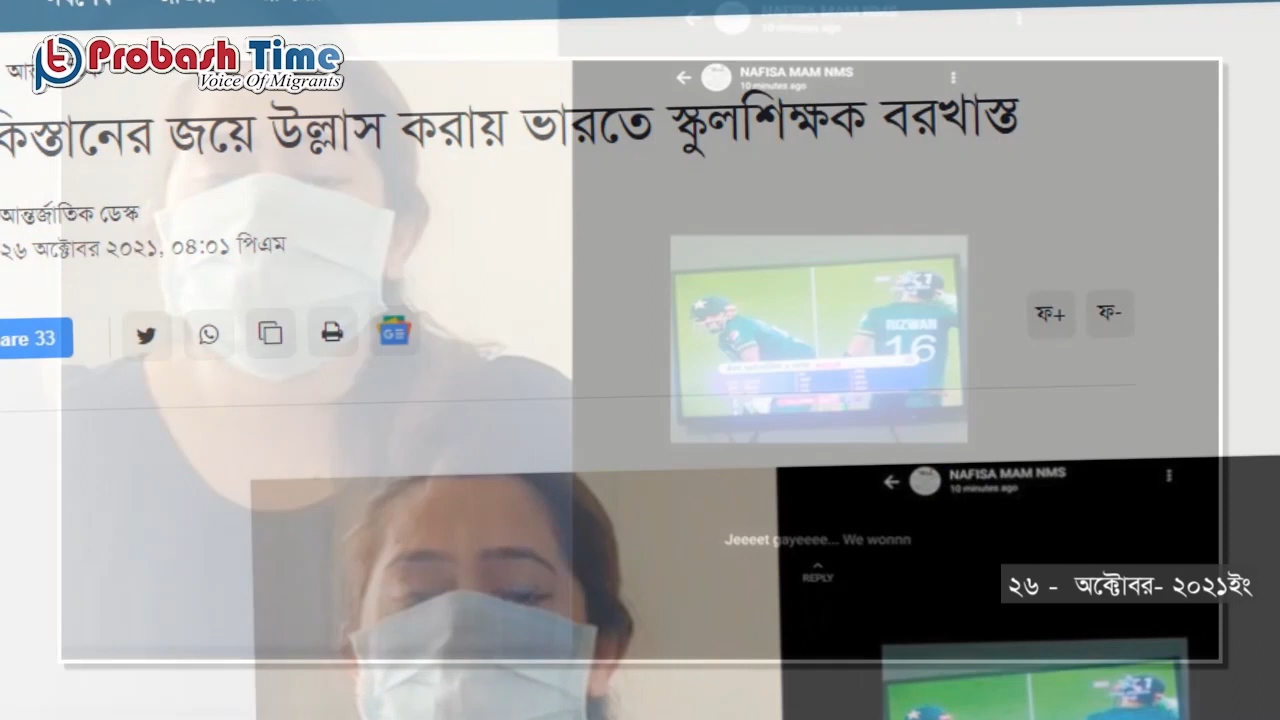 Probash Time
Voice Of Migrants
NAFISA MAM NMS
10 minutes ago
কিস্তানের জয়ে উল্লাস করায় ভারতে স্কুলশিক্ষক বরখাস্ত
আন্তর্জাতিক ডেস্ক
২৬ অক্টোবর ২০২১, ০৪:০১ পিএম
are 33
ফ+ ফ-
RIZWAN
16
NAFISA MAM NMS
10 minutes ago
Jeeeet gayeeee... We wonnn
REPLY
২৬ - অক্টোবর- ২০২১ইং